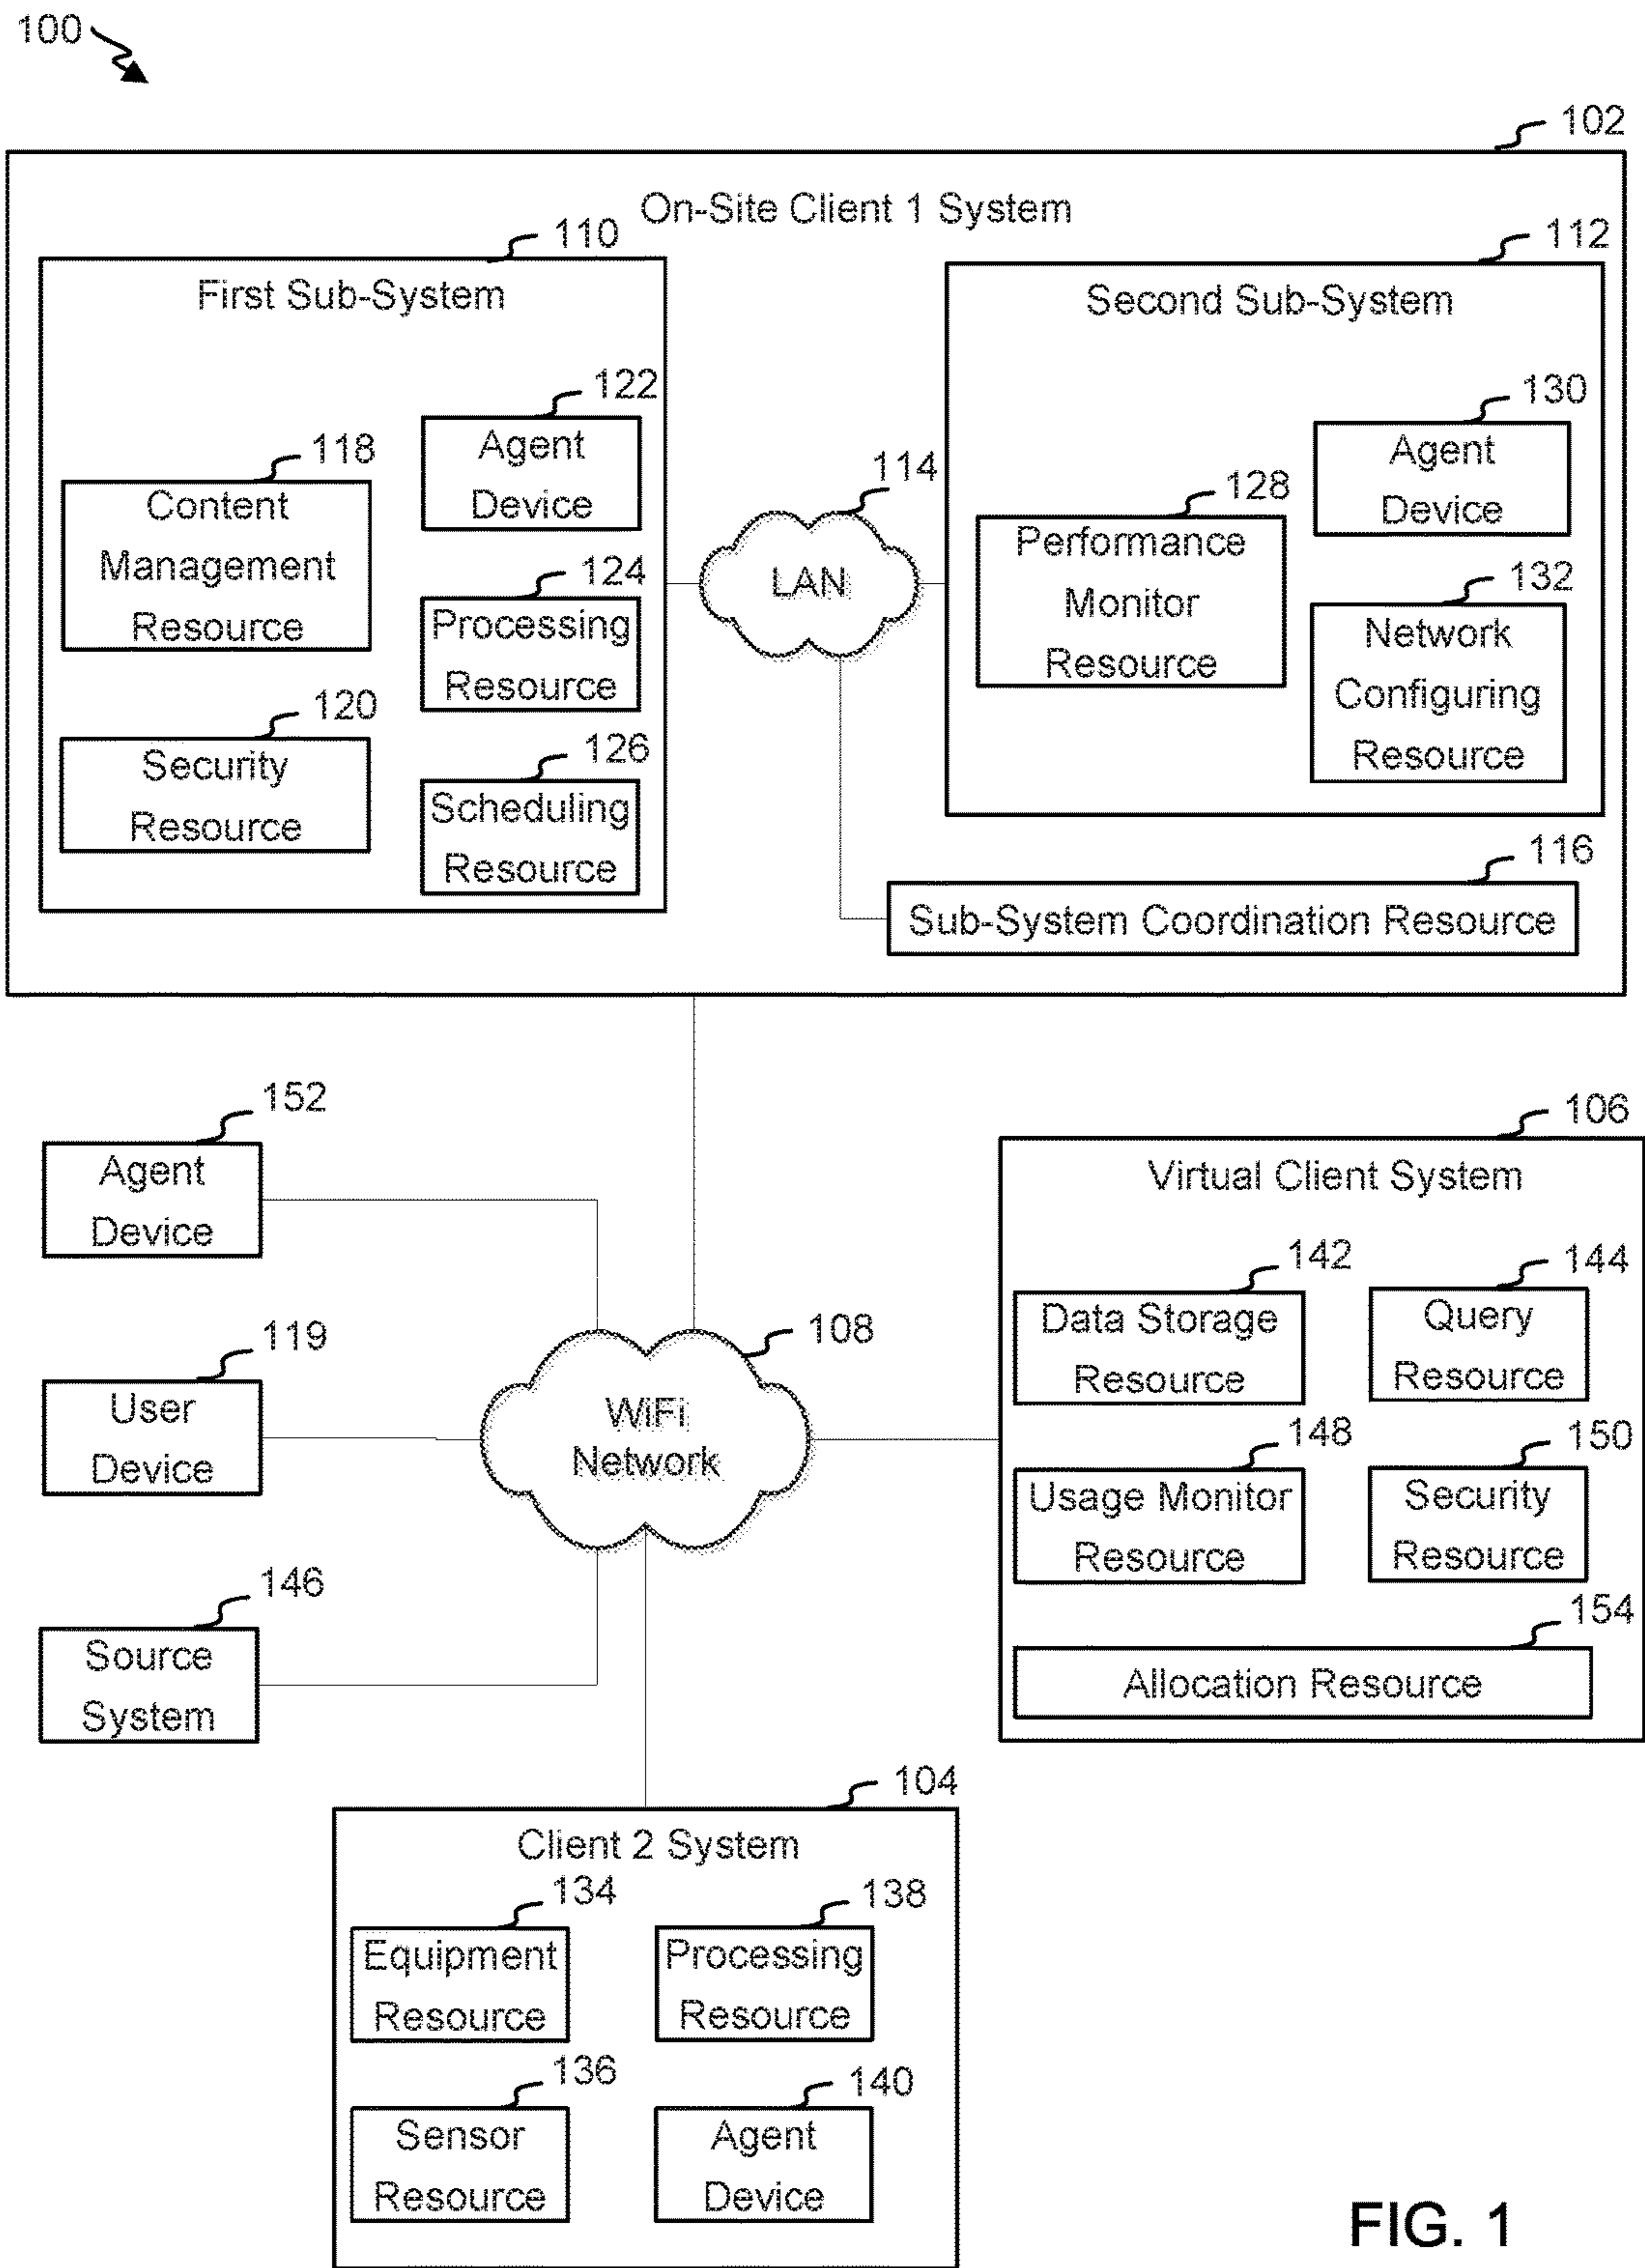 100
102
On-Site Client 1 System
110
First Sub-System
122
Agent
Device
118
Content
Management
Resource
124
Processing
Resource
120
Security
Resource
126
Scheduling
Resource
114
LAN
112
Second Sub-System
130
Agent
Device
128
Performance
Monitor
Resource
132
Network
Configuring
Resource
116
Sub-System Coordination Resource
152
Agent
Device
119
User
Device
146
Source
System
108
WiFi
Network
106
Virtual Client System
142
Data Storage
Resource
144
Query
Resource
148
Usage Monitor
Resource
150
Security
Resource
154
Allocation Resource
104
Client 2 System
134
Equipment
Resource
138
Processing
Resource
136
Sensor
Resource
140
Agent
Device
FIG. 1